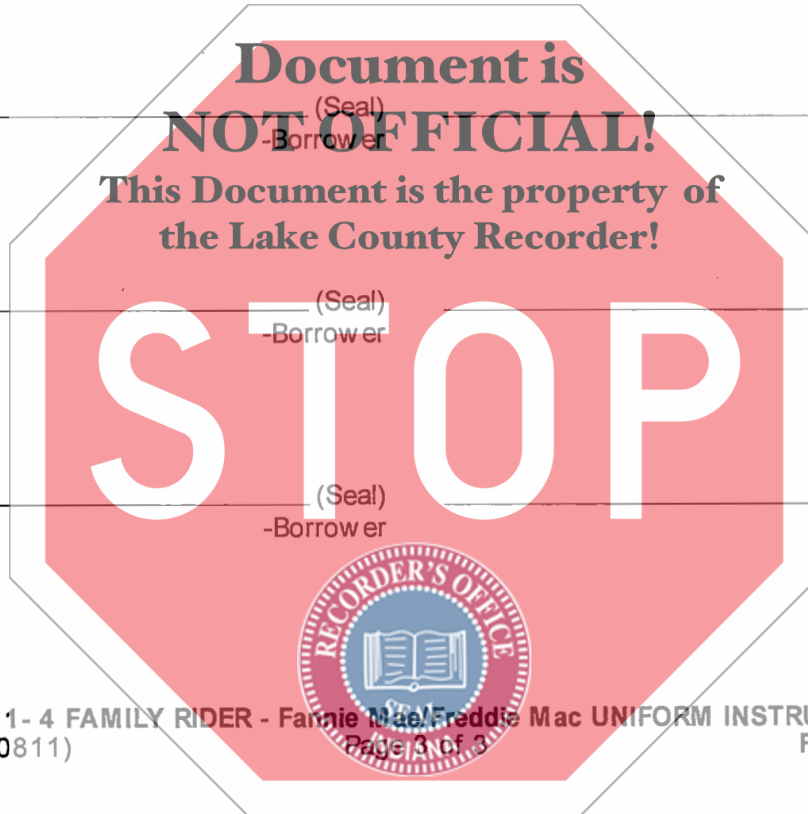 Document is
(Seal)
NOT OFFICIAL!
-Borrower
This Document is the property of
the Lake County Recorder!
(Seal)
-Borrower
STOP
(Seal)
-Borrower
RECORDER'S OFFICE
SEAL
INDIANA
1- 4 FAMILY RIDER - Fannie Mae/Freddie Mac UNIFORM INSTRU
0811) Page 3 of 3 F